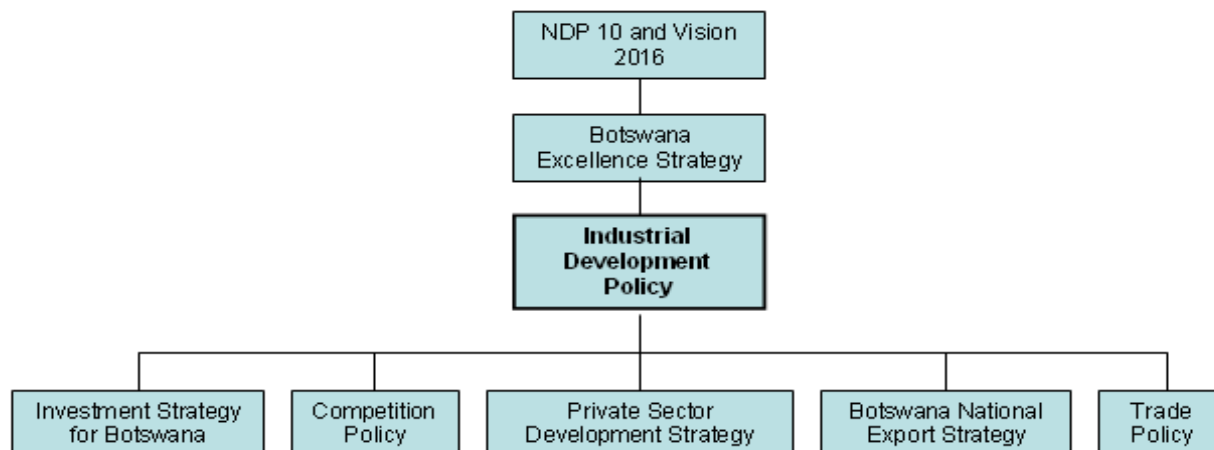 NDP 10 and Vision
2016
Botswana
Excellence Strategy
Industrial
Development
Policy
Investment Strategy
for Botswana
Competition
Policy
Private Sector
Development Strategy
Botswana National
Export Strategy
Trade
Policy